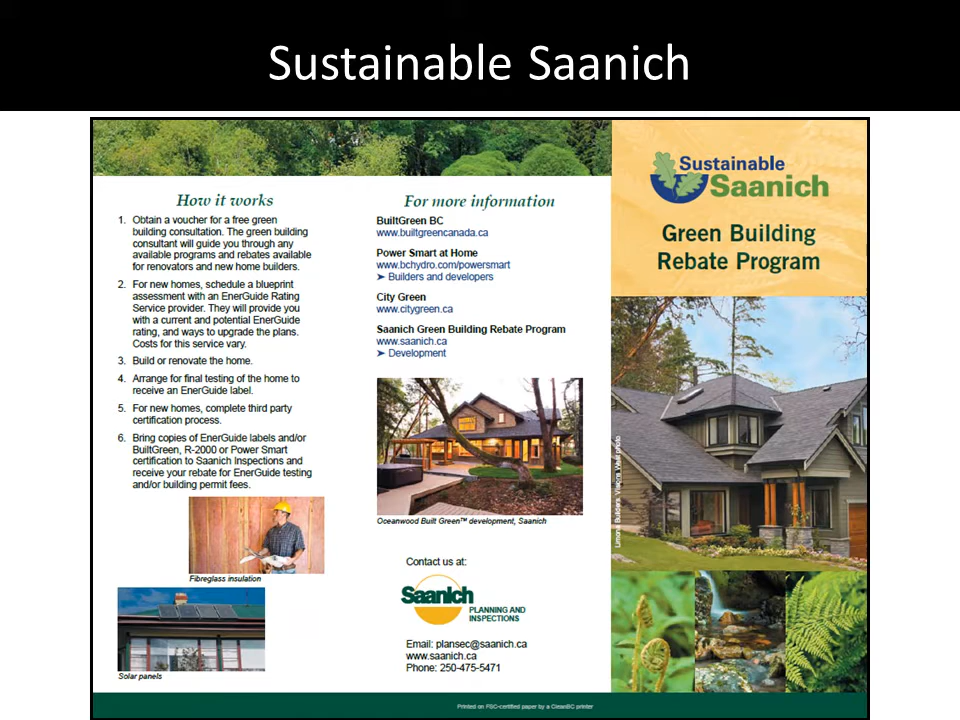 Sustainable Saanich
How it works
1. Obtain a voucher for a free green
building consultation. The green building
consultant will guide you through any
available programs and rebates available
for renovators and new home builders.
2. For new homes, schedule a blueprint
assessment with an EnerGuide Rating
Service provider. They will provide you
with a current and potential EnerGuide
rating, and ways to upgrade the plans.
Costs for this service vary.
3. Build or renovate the home.
4. Arrange for final testing of the home to
receive an EnerGuide label.
5. For new homes, complete third party
certification process.
6. Bring copies of EnerGuide labels and/or
BuiltGreen, R-2000 or Power Smart
certification to Saanich Inspections and
receive your rebate for EnerGuide testing
and/or building permit fees.
Fibreglass insulation
Solar panels
For more information
BuiltGreen BC
www.builtgreencanada.ca
Power Smart at Home
www.bchydro.com/powersmart
➤ Builders and developers
City Green
www.citygreen.ca
Saanich Green Building Rebate Program
www.saanich.ca
➤ Development
Oceanwood Built Green™ development, Saanich
Contact us at:
Saanich
PLANNING AND
INSPECTIONS
Email: plansec@saanich.ca
www.saanich.ca
Phone: 250-475-5471
Sustainable
Saanich
Green Building
Rebate Program
Printed on FSC-certified paper by a CleanBC printer